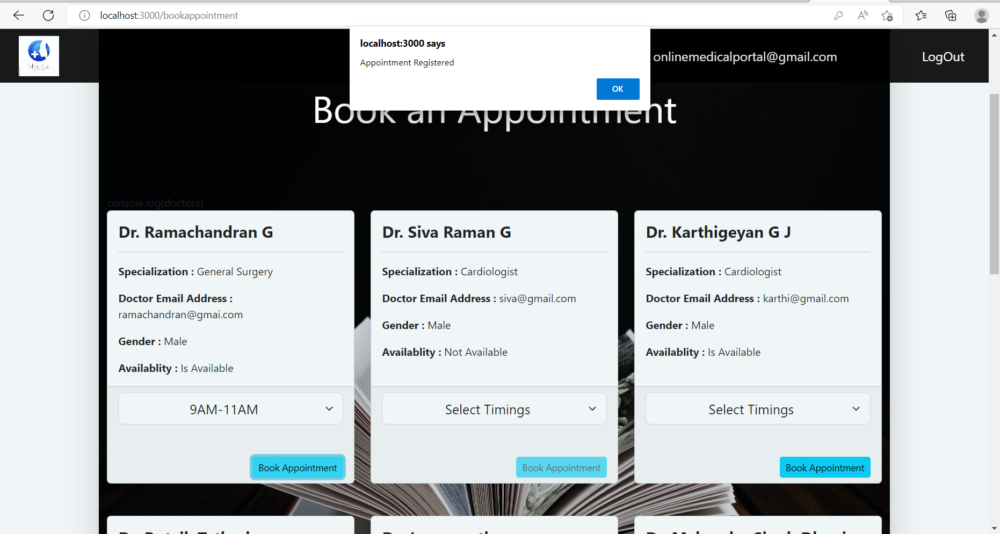 localhost:3000/bookappointment
localhost:3000 says
Appointment Registered
OK
Medical
onlinemedicalportal@gmail.com
LogOut
Book an Appointment
console.log(doctors)
Dr. Ramachandran G
Specialization : General Surgery
Doctor Email Address :
ramachandran@gmai.com
Gender : Male
Availablity : Is Available
9AM-11AM
Book Appointment
Dr. Siva Raman G
Specialization : Cardiologist
Doctor Email Address : siva@gmail.com
Gender : Male
Availablity : Not Available
Select Timings
Book Appointment
Dr. Karthigeyan G J
Specialization : Cardiologist
Doctor Email Address : karthi@gmail.com
Gender : Male
Availablity : Is Available
Select Timings
Book Appointment